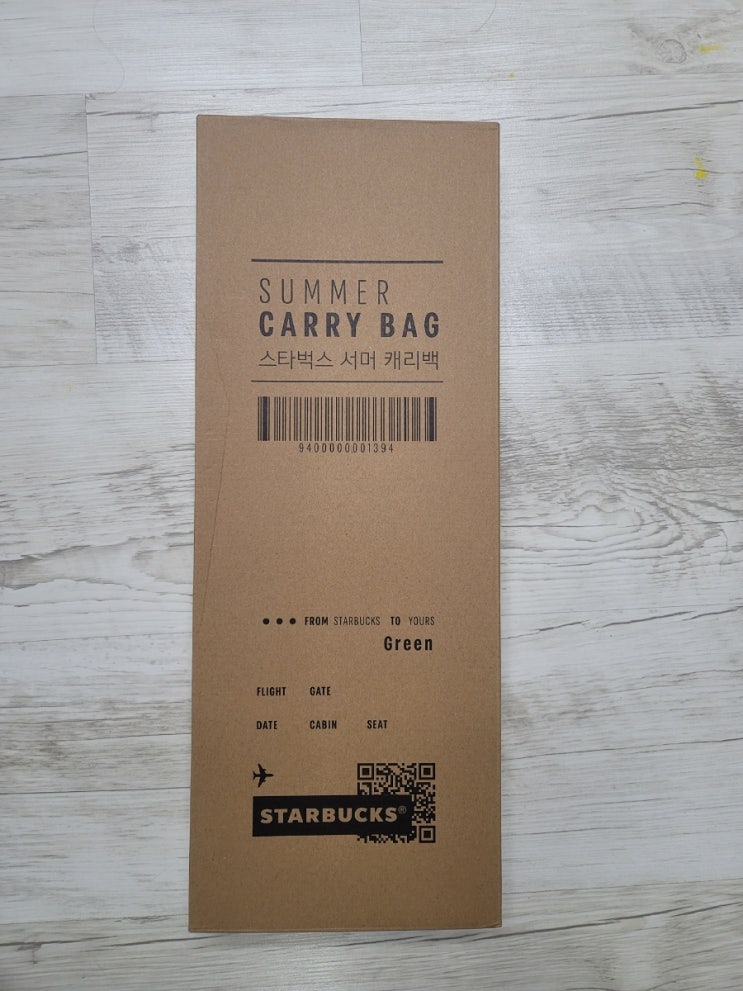 SUMMER
CARRY BAG
스타벅스 서머 캐리백
9400000001394
FROM STARBUCKS TO YOURS
Green
FLIGHT GATE
DATE CABIN SEAT
STARBUCKS®